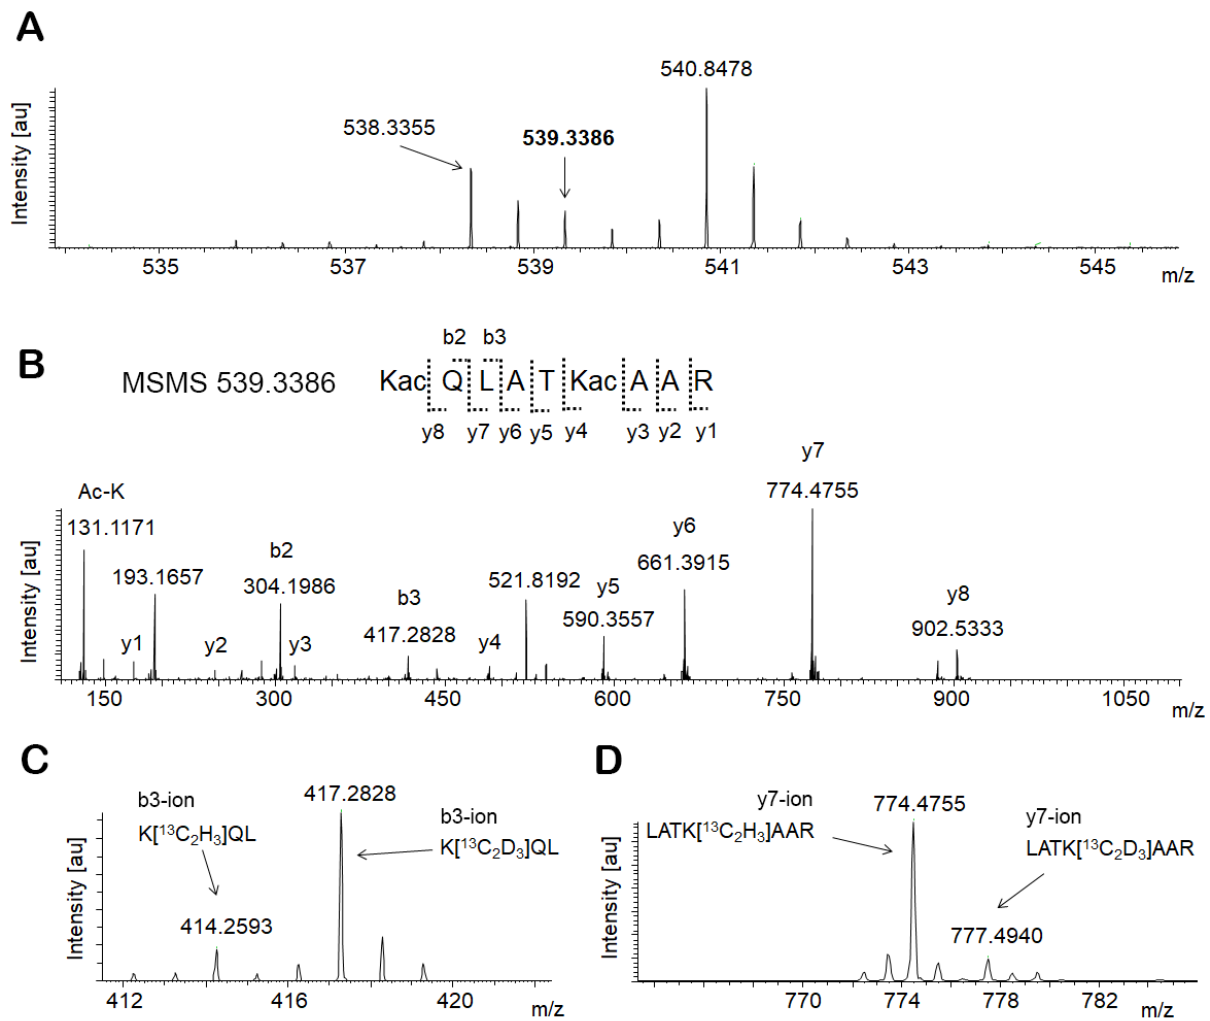 A
Intensity [au]
540.8478
538.3355
539.3386
535
537
539
541
543
545
m/z
B
MSMS 539.3386
b2 b3
Kac Q L A T Kac A A R
y8 y7 y6 y5 y4 y3 y2 y1
Intensity [au]
Ac-K
131.1171
193.1657
y1
y2
b2
304.1986
y3
b3
417.2828
y4
521.8192
y5
590.3557
y6
661.3915
y7
774.4755
y8
902.5333
150
300
450
600
750
900
1050
m/z
C
Intensity [au]
b3-ion
K[¹³C₂H₃]QL
414.2593
417.2828
b3-ion
K[¹³C₂D₃]QL
412
416
420
m/z
D
Intensity [au]
y7-ion
LATK[¹³C₂H₃]AAR
774.4755
y7-ion
LATK[¹³C₂D₃]AAR
777.4940
770
774
778
782
m/z